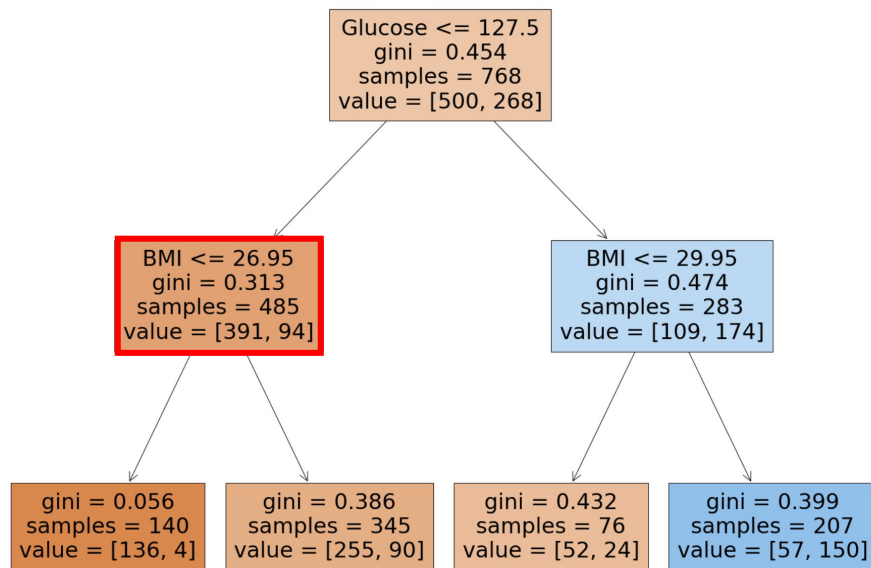 Glucose <= 127.5
gini = 0.454
samples = 768
value = [500, 268]
BMI <= 26.95
gini = 0.313
samples = 485
value = [391, 94]
BMI <= 29.95
gini = 0.474
samples = 283
value = [109, 174]
gini = 0.056
samples = 140
value = [136, 4]
gini = 0.386
samples = 345
value = [255, 90]
gini = 0.432
samples = 76
value = [52, 24]
gini = 0.399
samples = 207
value = [57, 150]